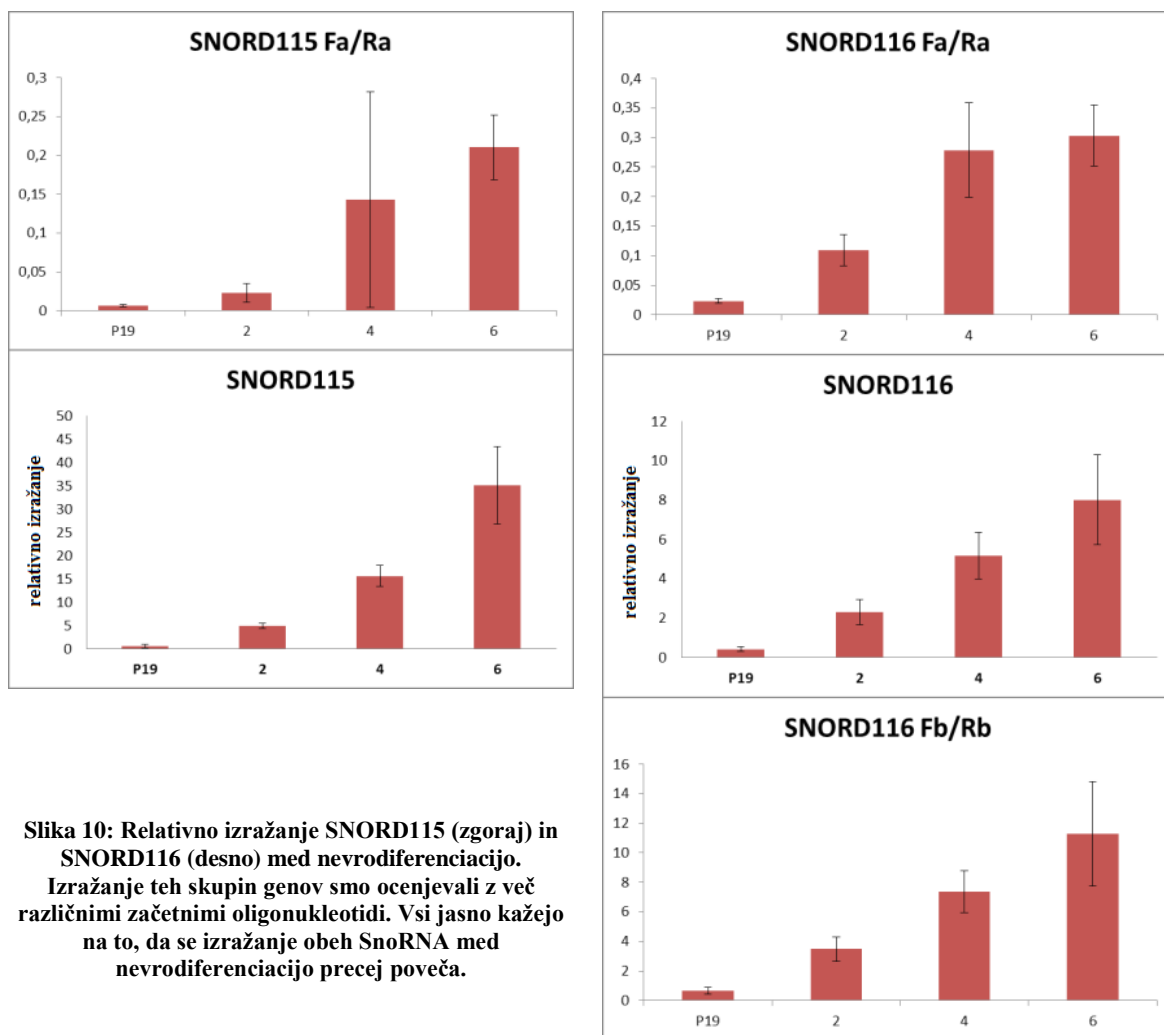 SNORD115 Fa/Ra
0,3
0,25
0,2
0,15
0,1
0,05
0
P19 2 4 6
SNORD116 Fa/Ra
0,4
0,35
0,3
0,25
0,2
0,15
0,1
0,05
0
P19 2 4 6
SNORD115
relativno izražanje
50
45
40
35
30
25
20
15
10
5
0
P19 2 4 6
SNORD116
relativno izražanje
12
10
8
6
4
2
0
P19 2 4 6
SNORD116 Fb/Rb
16
14
12
10
8
6
4
2
0
P19 2 4 6
Slika 10: Relativno izražanje SNORD115 (zgoraj) in
SNORD116 (desno) med nevrodiferenciacijo.
Izražanje teh skupin genov smo ocenjevali z več
različnimi začetnimi oligonukleotidi. Vsi jasno kažejo
na to, da se izražanje obeh SnoRNA med
nevrodiferenciacijo precej poveča.